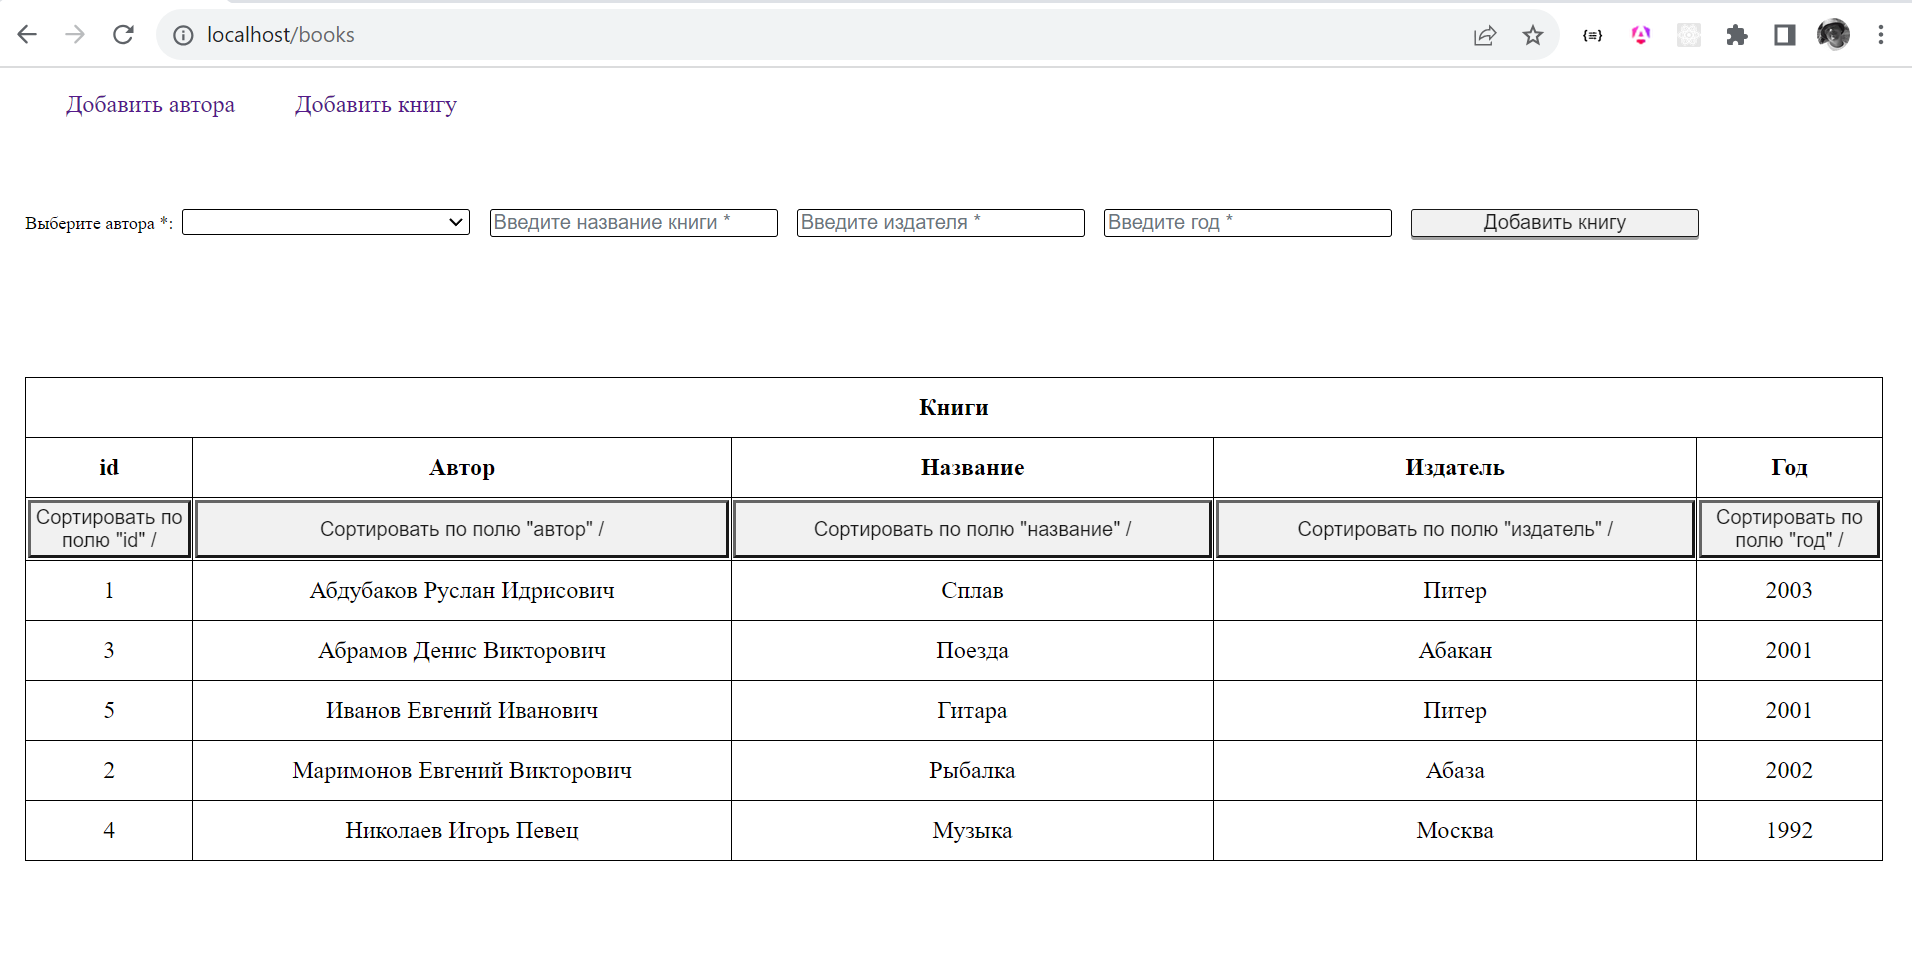 localhost/books
{≡}
Добавить автора Добавить книгу
Выберите автора *: Введите название книги * Введите издателя * Введите год * Добавить книгу
Книги
id Автор Название Издатель Год
Сортировать по полю "id" / Сортировать по полю "автор" / Сортировать по полю "название" / Сортировать по полю "издатель" / Сортировать по полю "год" /
1 Абдубаков Руслан Идрисович Сплав Питер 2003
3 Абрамов Денис Викторович Поезда Абакан 2001
5 Иванов Евгений Иванович Гитара Питер 2001
2 Маримонов Евгений Викторович Рыбалка Абаза 2002
4 Николаев Игорь Певец Музыка Москва 1992